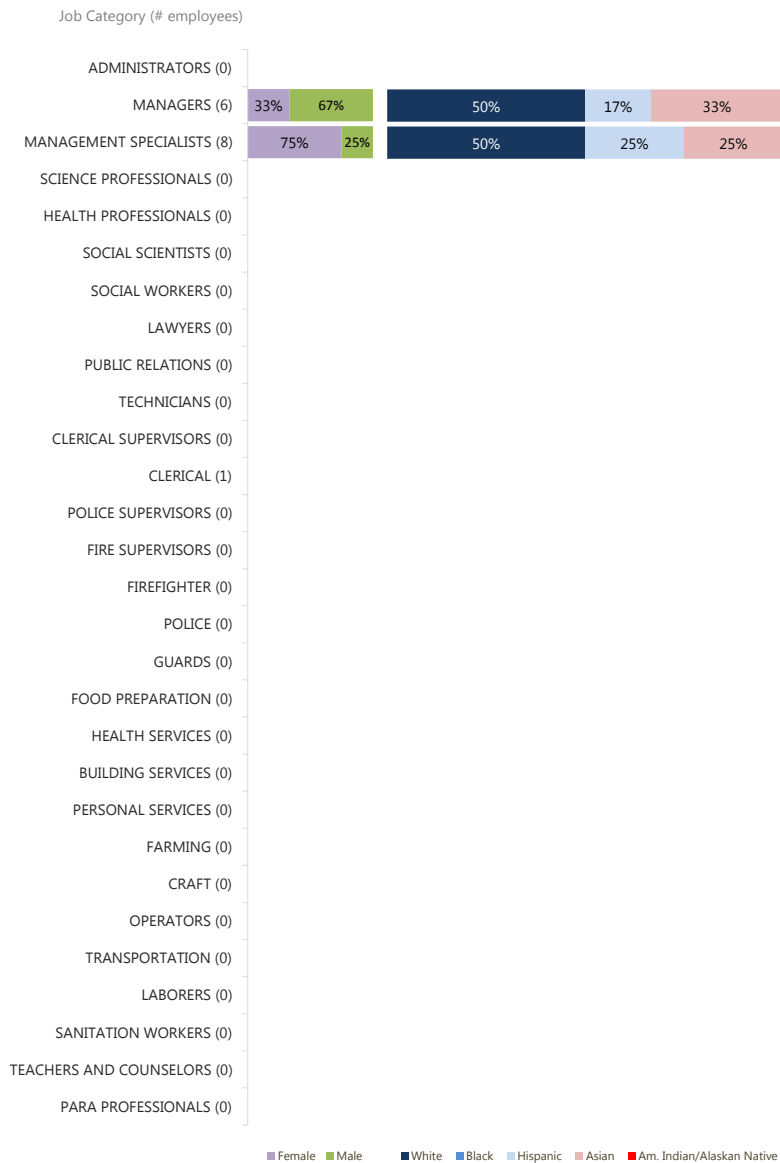 Job Category (# employees)
ADMINISTRATORS (0)
MANAGERS (6) 33% 67% 50% 17% 33%
MANAGEMENT SPECIALISTS (8) 75% 25% 50% 25% 25%
SCIENCE PROFESSIONALS (0)
HEALTH PROFESSIONALS (0)
SOCIAL SCIENTISTS (0)
SOCIAL WORKERS (0)
LAWYERS (0)
PUBLIC RELATIONS (0)
TECHNICIANS (0)
CLERICAL SUPERVISORS (0)
CLERICAL (1)
POLICE SUPERVISORS (0)
FIRE SUPERVISORS (0)
FIREFIGHTER (0)
POLICE (0)
GUARDS (0)
FOOD PREPARATION (0)
HEALTH SERVICES (0)
BUILDING SERVICES (0)
PERSONAL SERVICES (0)
FARMING (0)
CRAFT (0)
OPERATORS (0)
TRANSPORTATION (0)
LABORERS (0)
SANITATION WORKERS (0)
TEACHERS AND COUNSELORS (0)
PARA PROFESSIONALS (0)
Female Male White Black Hispanic Asian Am. Indian/Alaskan Native